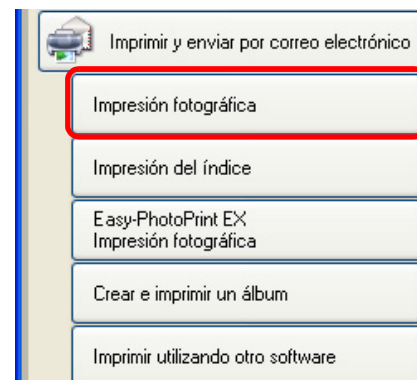 Imprimir y enviar por correo electrónico
Impresión fotográfica
Impresión del índice
Easy-PhotoPrint EX
Impresión fotográfica
Crear e imprimir un álbum
Imprimir utilizando otro software